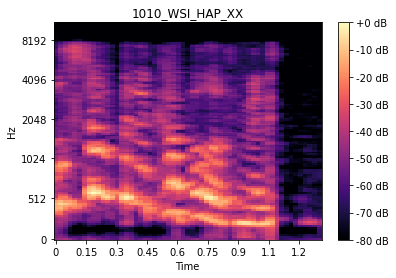 1010_WSI_HAP_XX
+0 dB
8192
-10 dB
4096
-20 dB
-30 dB
2048
Hz
-40 dB
1024
-50 dB
512
-60 dB
-70 dB
0
-80 dB
0 0.15 0.3 0.45 0.6 0.75 0.9 1.1 1.2
Time